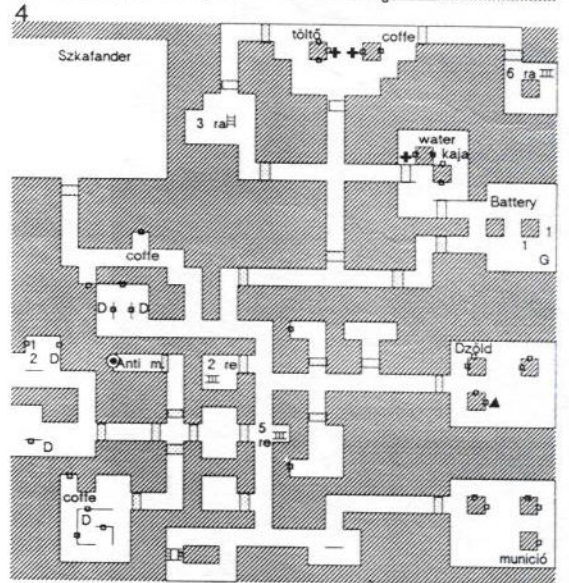 4
töltő
coffe
Szkafander
6 ra
3 ra
water
kaja
Battery
1
1
G
coffe
D
D
1
2
D
Anti m.
2 re
Dzöld
5
re
D
coffe
D
munició